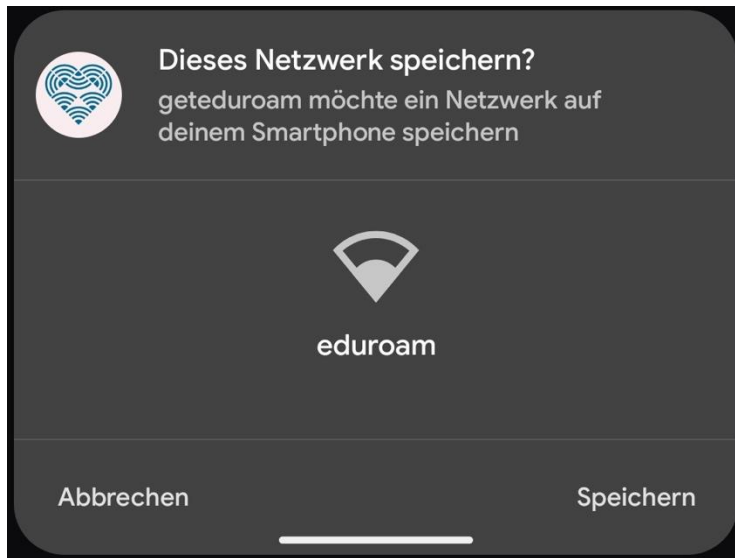 Dieses Netzwerk speichern?
geteduroam möchte ein Netzwerk auf
deinem Smartphone speichern
eduroam
Abbrechen
Speichern